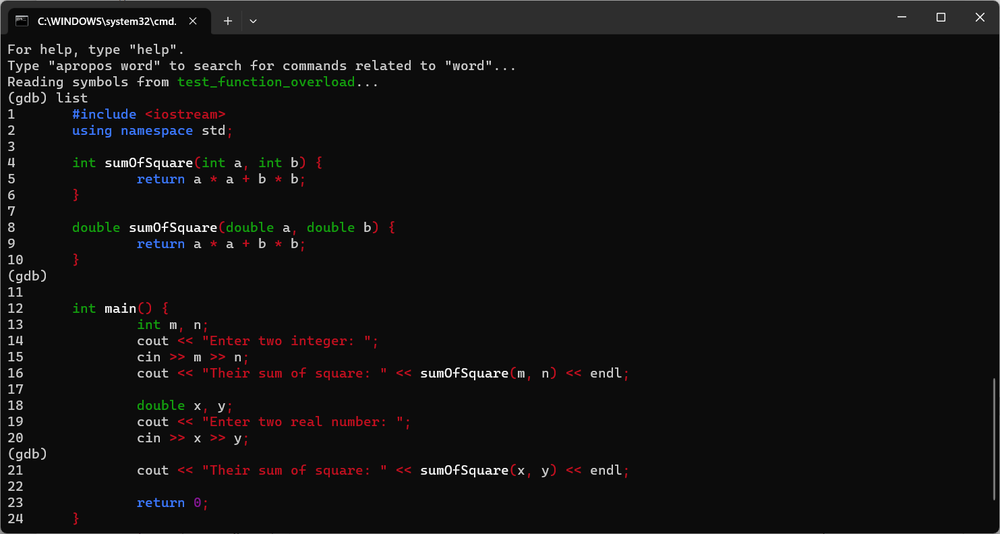 C:\WINDOWS\system32\cmd.
For help, type "help".
Type "apropos word" to search for commands related to "word"...
Reading symbols from test_function_overload...
(gdb) list
1       #include <iostream>
2       using namespace std;
3
4       int sumOfSquare(int a, int b) {
5               return a * a + b * b;
6       }
7
8       double sumOfSquare(double a, double b) {
9               return a * a + b * b;
10      }
(gdb)
11
12      int main() {
13              int m, n;
14              cout << "Enter two integer: ";
15              cin >> m >> n;
16              cout << "Their sum of square: " << sumOfSquare(m, n) << endl;
17
18              double x, y;
19              cout << "Enter two real number: ";
20              cin >> x >> y;
(gdb)
21              cout << "Their sum of square: " << sumOfSquare(x, y) << endl;
22
23              return 0;
24      }